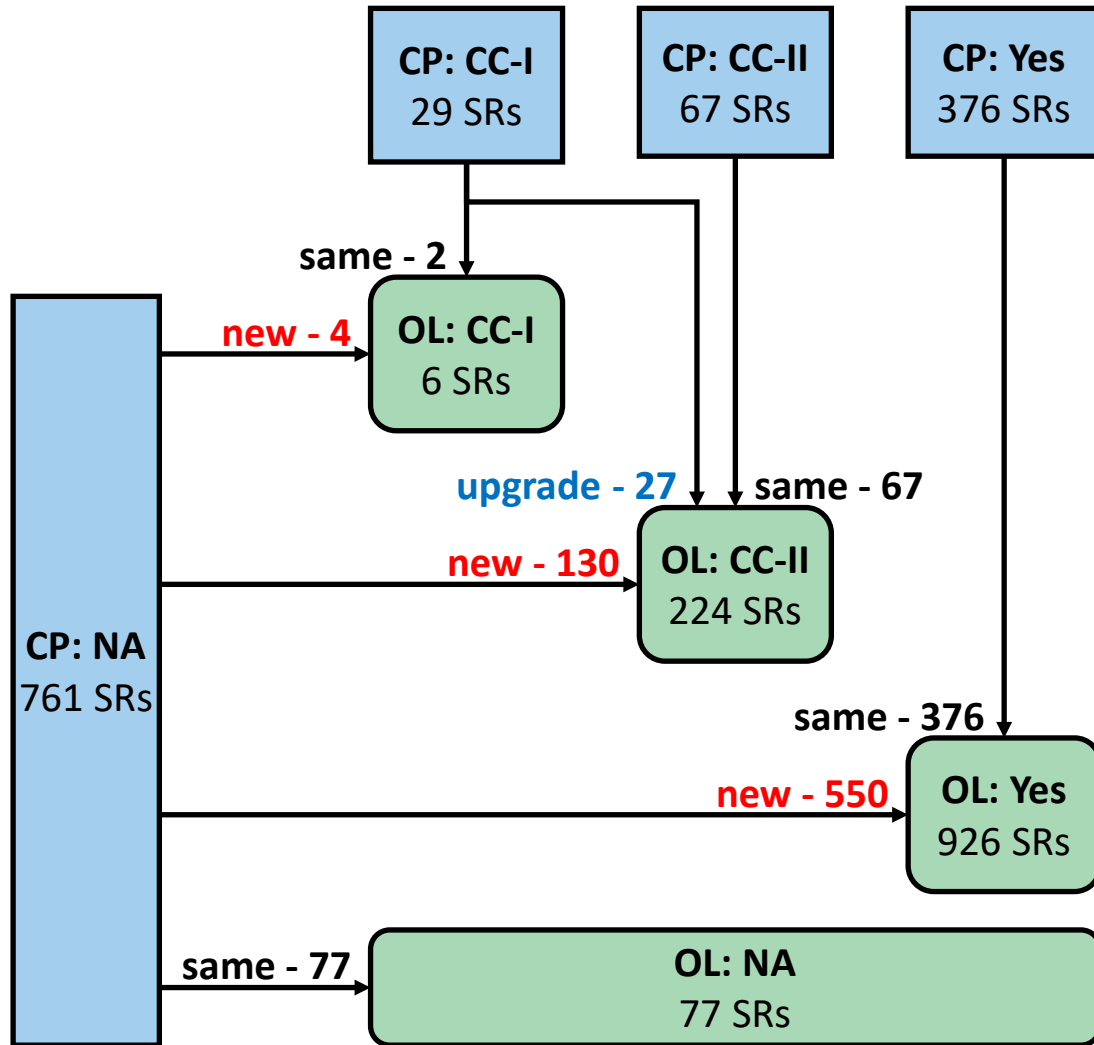 CP: CC-I
29 SRs
CP: CC-II
67 SRs
CP: Yes
376 SRs
same - 2
new - 4
OL: CC-I
6 SRs
upgrade - 27
same - 67
new - 130
OL: CC-II
224 SRs
CP: NA
761 SRs
same - 376
new - 550
OL: Yes
926 SRs
same - 77
OL: NA
77 SRs